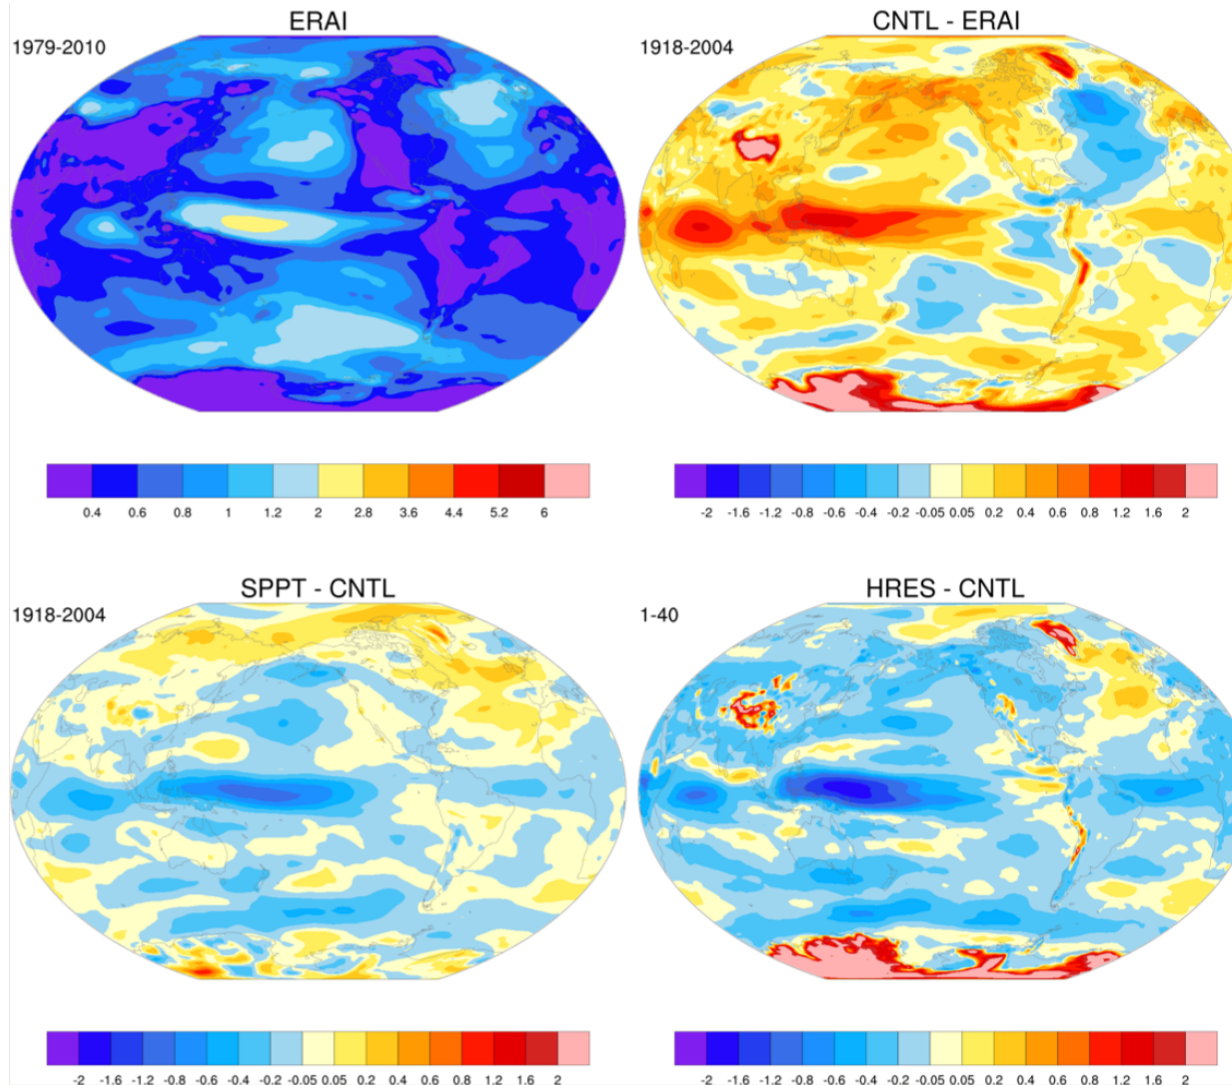 ERAI
1979-2010
0.4 0.6 0.8 1 1.2 2 2.8 3.6 4.4 5.2 6
CNTL - ERAI
1918-2004
-2 -1.6 -1.2 -0.8 -0.6 -0.4 -0.2 -0.05 0.05 0.2 0.4 0.6 0.8 1.2 1.6 2
SPPT - CNTL
1918-2004
-2 -1.6 -1.2 -0.8 -0.6 -0.4 -0.2 -0.05 0.05 0.2 0.4 0.6 0.8 1.2 1.6 2
HRES - CNTL
1-40
-2 -1.6 -1.2 -0.8 -0.6 -0.4 -0.2 -0.05 0.05 0.2 0.4 0.6 0.8 1.2 1.6 2